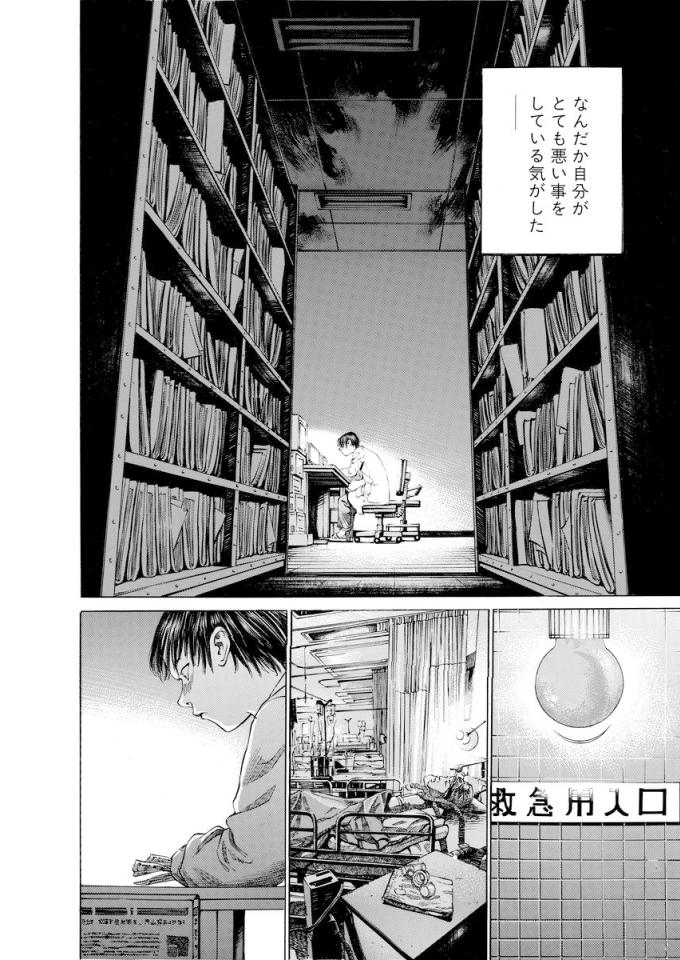 なんだか自分が
とても悪い事を
している気がした
――
救急用入口